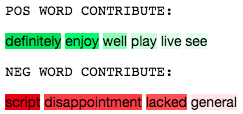 POS WORD CONTRIBUTE:
definitely enjoy well play live see
NEG WORD CONTRIBUTE:
script disappointment lacked general